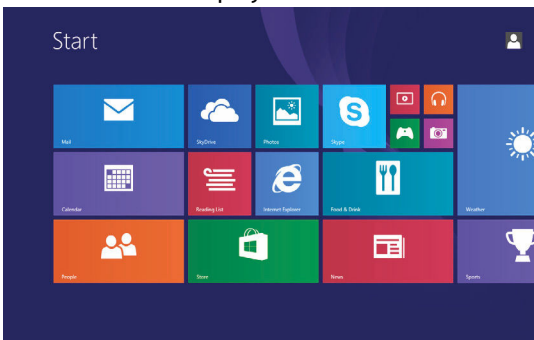 Start
Mail
SkyDrive
Photos
Skype
Calendar
Reading List
Internet Explorer
Food & Drink
Weather
People
Store
News
Sports